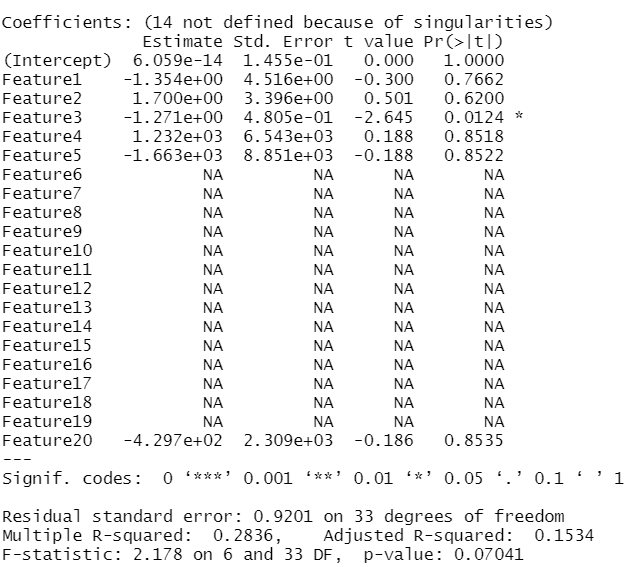 Coefficients: (14 not defined because of singularities)
Estimate Std. Error t value Pr(>|t|)
(Intercept) 6.059e-14 1.455e-01 0.000 1.0000
Feature1 -1.354e+00 4.516e+00 -0.300 0.7662
Feature2 1.700e+00 3.396e+00 0.501 0.6200
Feature3 -1.271e+00 4.805e-01 -2.645 0.0124 *
Feature4 1.232e+03 6.543e+03 0.188 0.8518
Feature5 -1.663e+03 8.851e+03 -0.188 0.8522
Feature6 NA NA NA NA
Feature7 NA NA NA NA
Feature8 NA NA NA NA
Feature9 NA NA NA NA
Feature10 NA NA NA NA
Feature11 NA NA NA NA
Feature12 NA NA NA NA
Feature13 NA NA NA NA
Feature14 NA NA NA NA
Feature15 NA NA NA NA
Feature16 NA NA NA NA
Feature17 NA NA NA NA
Feature18 NA NA NA NA
Feature19 NA NA NA NA
Feature20 -4.297e+02 2.309e+03 -0.186 0.8535
---
Signif. codes: 0 ‘***’ 0.001 ‘**’ 0.01 ‘*’ 0.05 ‘.’ 0.1 ‘ ’ 1
Residual standard error: 0.9201 on 33 degrees of freedom
Multiple R-squared: 0.2836, Adjusted R-squared: 0.1534
F-statistic: 2.178 on 6 and 33 DF, p-value: 0.07041